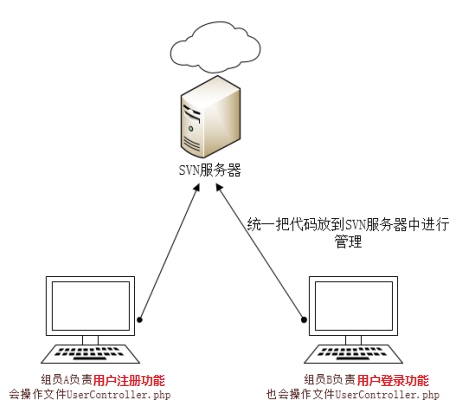 SVN服务器
统一把代码放到SVN服务器中进行
管理
组员A负责用户注册功能
会操作文件UserController.php
组员B负责用户登录功能
也会操作文件UserController.php